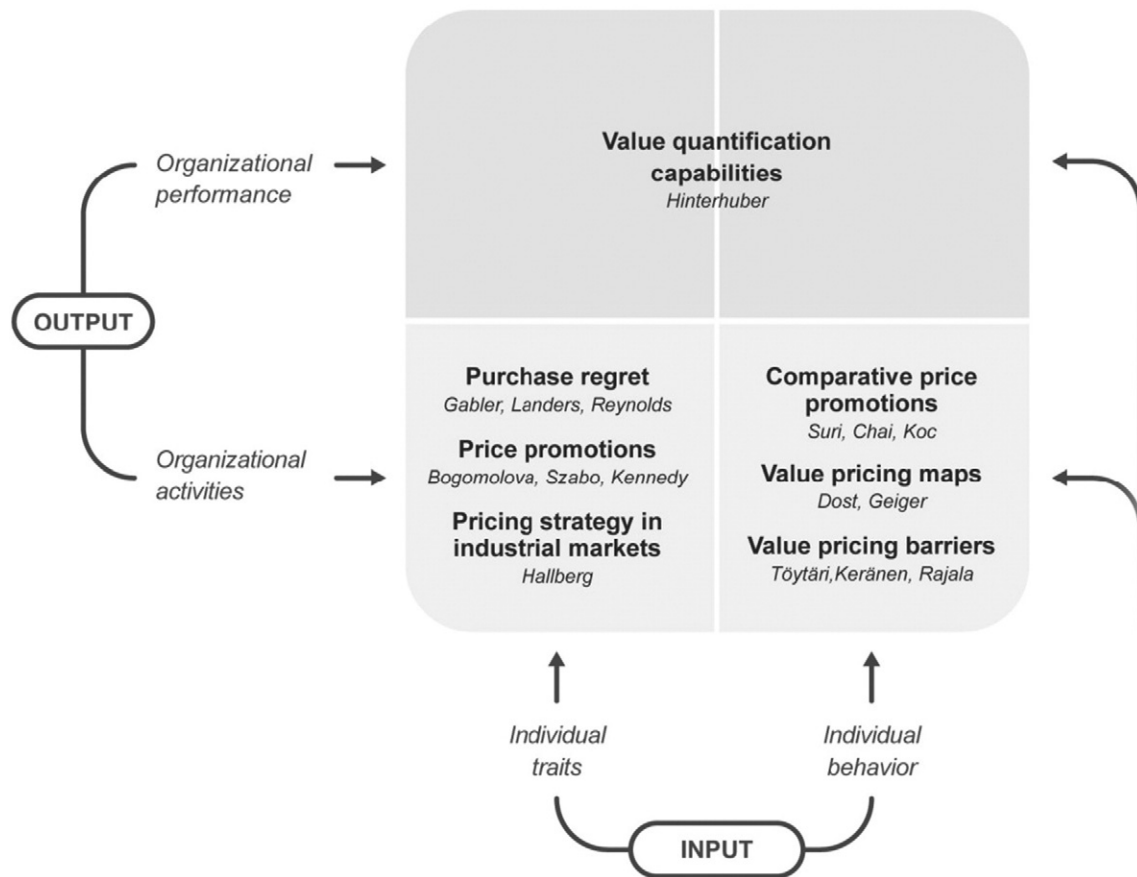 Value quantification
capabilities
Hinterhuber
Organizational
performance
OUTPUT
Organizational
activities
Purchase regret
Gabler, Landers, Reynolds
Price promotions
Bogomolova, Szabo, Kennedy
Pricing strategy in
industrial markets
Hallberg
Comparative price
promotions
Suri, Chai, Koc
Value pricing maps
Dost, Geiger
Value pricing barriers
Töytäri,Keränen, Rajala
Individual
traits
Individual
behavior
INPUT